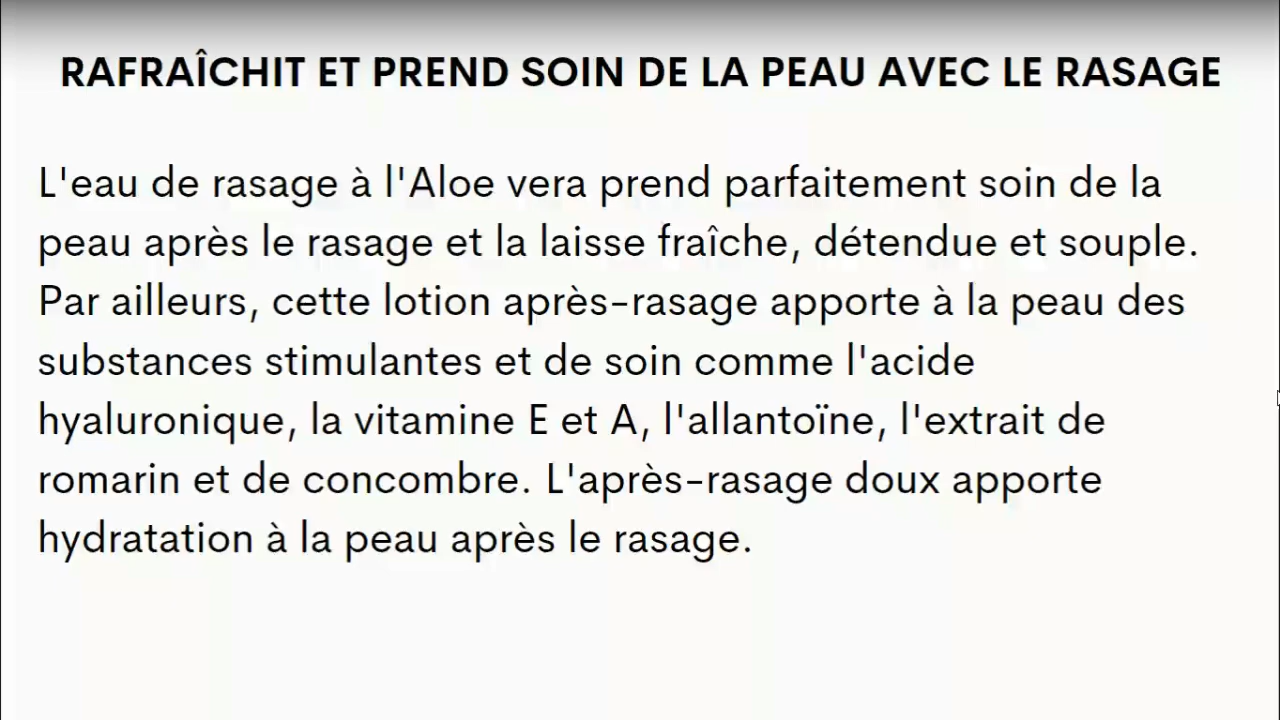 RAFRAÎCHIT ET PREND SOIN DE LA PEAU AVEC LE RASAGE
L'eau de rasage à l'Aloe vera prend parfaitement soin de la
peau après le rasage et la laisse fraîche, détendue et souple.
Par ailleurs, cette lotion après-rasage apporte à la peau des
substances stimulantes et de soin comme l'acide
hyaluronique, la vitamine E et A, l'allantoïne, l'extrait de
romarin et de concombre. L'après-rasage doux apporte
hydratation à la peau après le rasage.